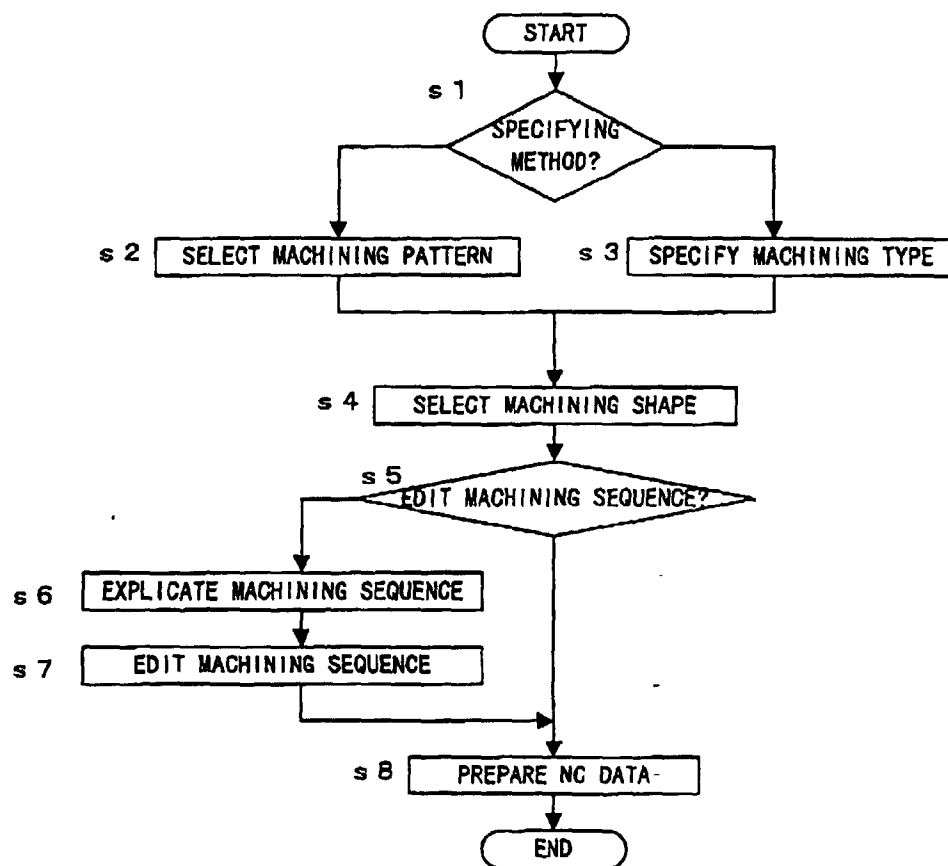 START
s 1
SPECIFYING
METHOD?
s 2
SELECT MACHINING PATTERN
s 3
SPECIFY MACHINING TYPE
s 4
SELECT MACHINING SHAPE
s 5
EDIT MACHINING SEQUENCE?
s 6
EXPLICATE MACHINING SEQUENCE
s 7
EDIT MACHINING SEQUENCE
s 8
PREPARE NC DATA
END